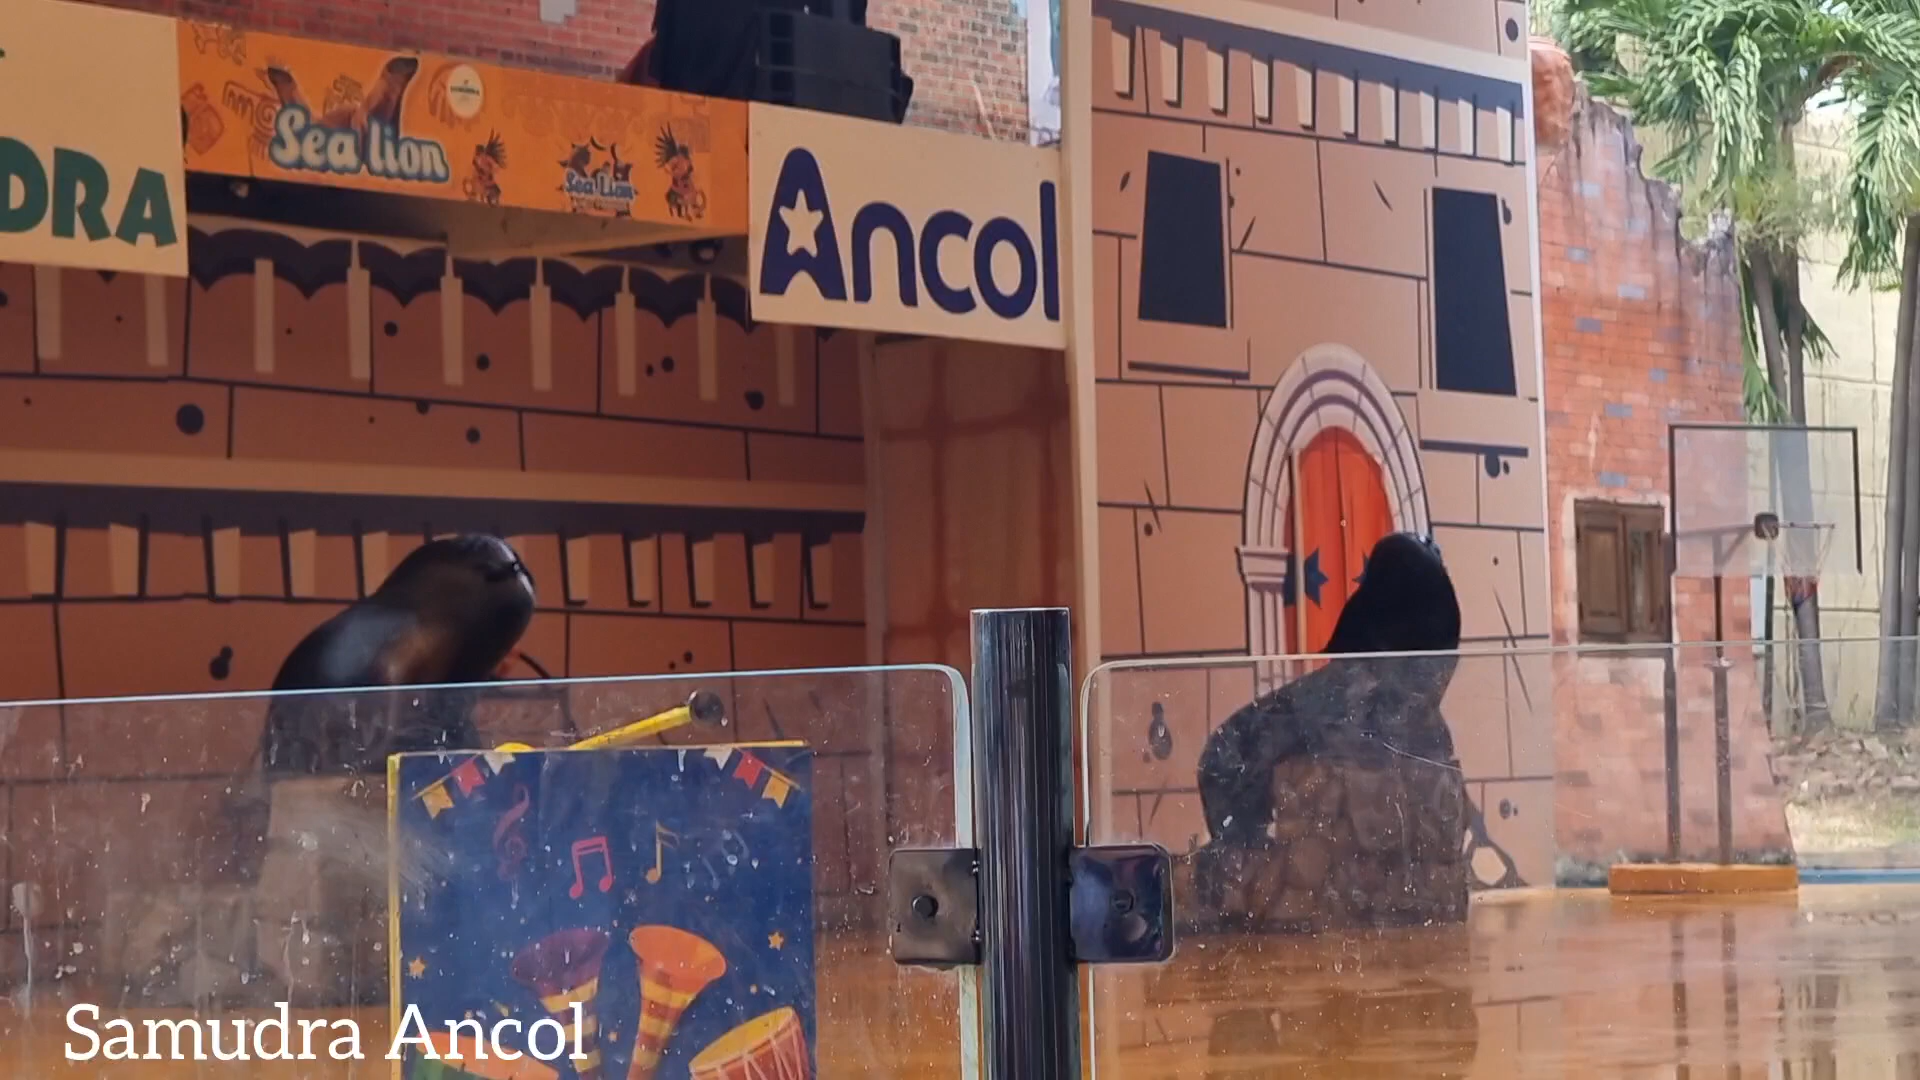 DRA
Sea lion
Sea Lion
Ancol
Samudra Ancol